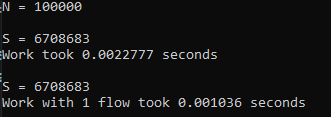 N = 100000
S = 6708683
Work took 0.0022777 seconds
S = 6708683
Work with 1 flow took 0.001036 seconds